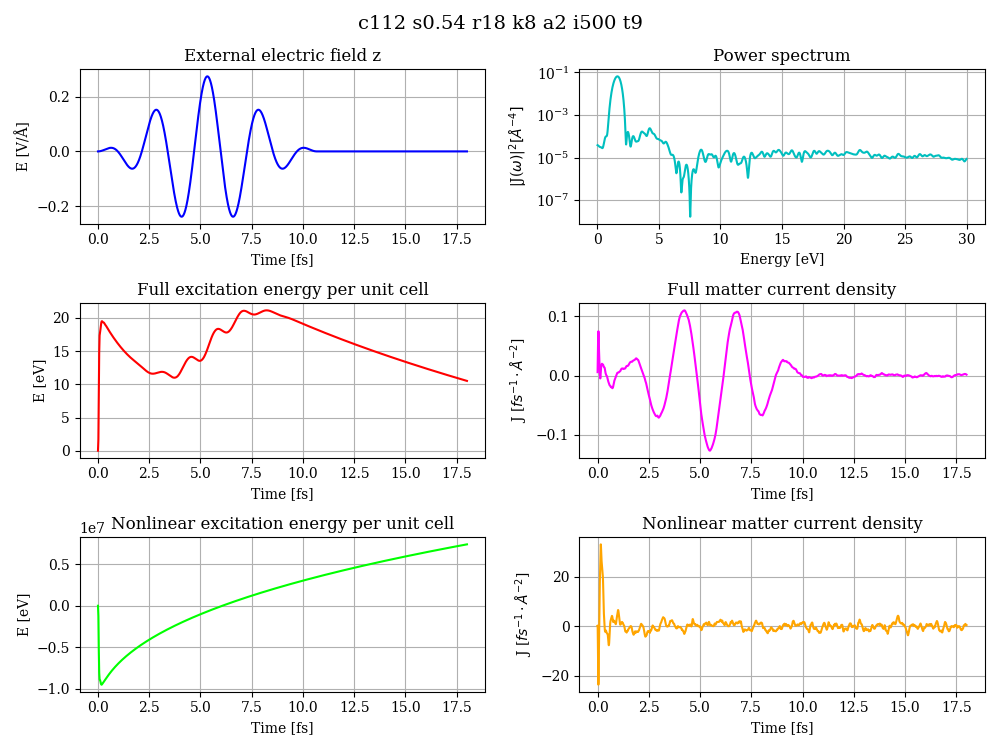 c112 s0.54 r18 k8 a2 i500 t9
External electric field z
E [V/Å]
0.2
0.0
−0.2
0.0 2.5 5.0 7.5 10.0 12.5 15.0 17.5
Time [fs]
Power spectrum
|J(ω)|²[Å⁻⁴]
10⁻¹
10⁻³
10⁻⁵
10⁻⁷
0 5 10 15 20 25 30
Energy [eV]
Full excitation energy per unit cell
E [eV]
20
15
10
5
0
0.0 2.5 5.0 7.5 10.0 12.5 15.0 17.5
Time [fs]
Full matter current density
J [fs⁻¹ · Å⁻²]
0.1
0.0
−0.1
0.0 2.5 5.0 7.5 10.0 12.5 15.0 17.5
Time [fs]
Nonlinear excitation energy per unit cell
1e7
E [eV]
0.5
0.0
−0.5
−1.0
0.0 2.5 5.0 7.5 10.0 12.5 15.0 17.5
Time [fs]
Nonlinear matter current density
J [fs⁻¹ · Å⁻²]
20
0
−20
0.0 2.5 5.0 7.5 10.0 12.5 15.0 17.5
Time [fs]